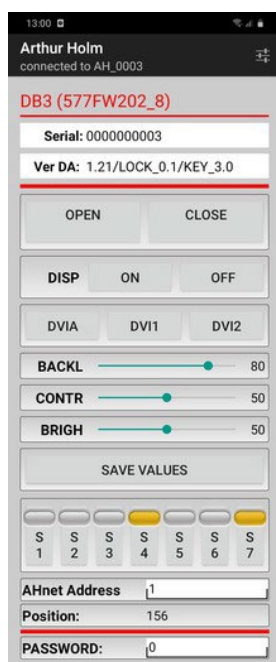 13:00
Arthur Holm
connected to AH_0003
DB3 (577FW202_8)
Serial: 0000000003
Ver DA: 1.21/LOCK_0.1/KEY_3.0
OPEN CLOSE
DISP ON OFF
DVIA DVI1 DVI2
BACKL 80
CONTR 50
BRIGH 50
SAVE VALUES
S S S S S S S
1 2 3 4 5 6 7
AHnet Address 1
Position: 156
PASSWORD: 0